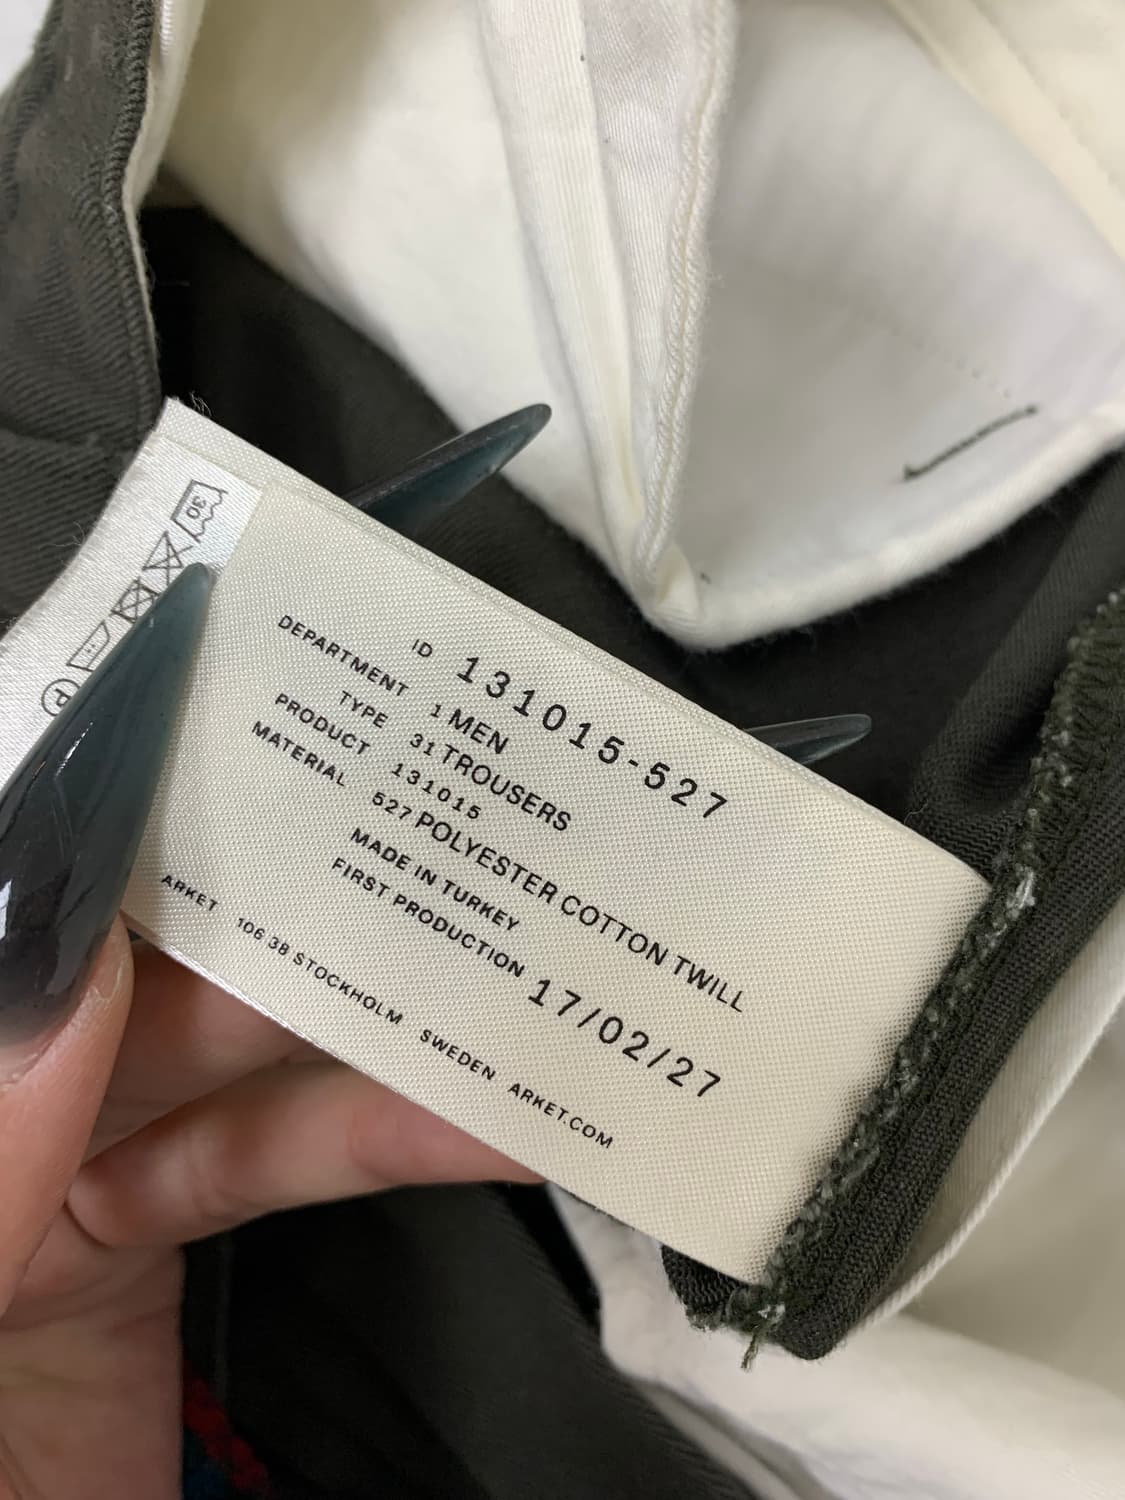 30
P
ID 131015-527
DEPARTMENT 1 MEN
TYPE 31 TROUSERS
PRODUCT 131015
MATERIAL 527 POLYESTER COTTON TWILL
MADE IN TURKEY
FIRST PRODUCTION 17/02/27
ARKET 106 38 STOCKHOLM SWEDEN ARKET.COM